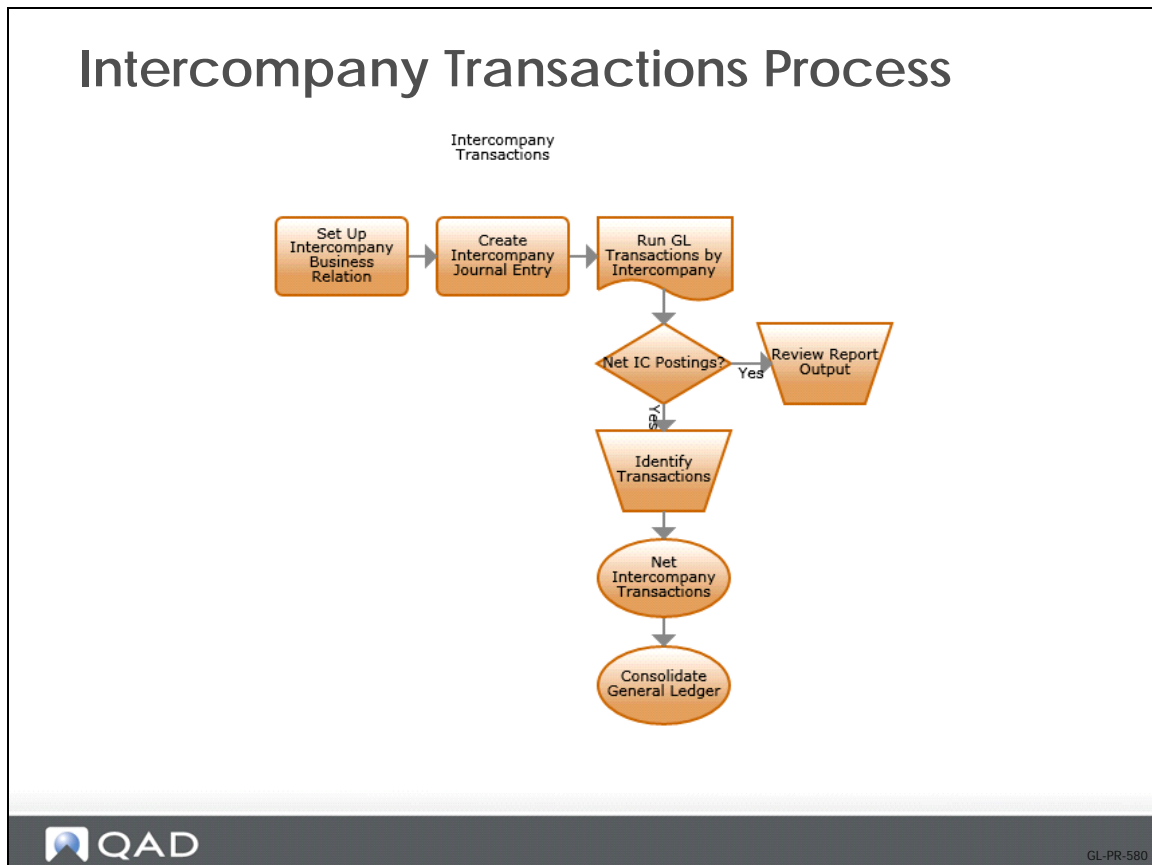 Intercompany Transactions Process
Intercompany
Transactions
Set Up
Intercompany
Business
Relation
Create
Intercompany
Journal Entry
Run GL
Transactions by
Intercompany
Net IC Postings?
Yes
Review Report
Output
Yes
Identify
Transactions
Net
Intercompany
Transactions
Consolidate
General Ledger
QAD
GL-PR-580